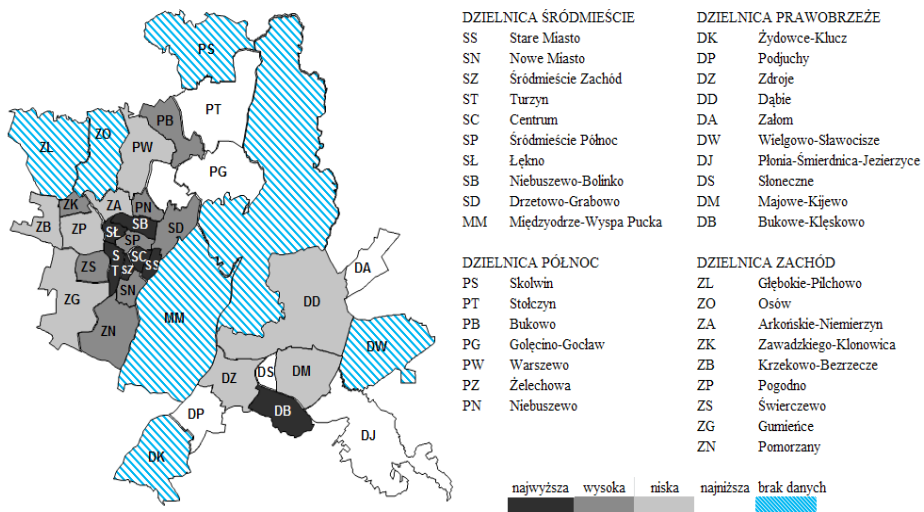 PS
PT
PB
ZL
ZO
PW
PG
ZK
ZA
PN
ZB
ZP
SŁ
SB
SP
SD
S
T
SZ
SC
SS
ZS
SN
ZG
ZN
MM
DA
DD
DW
DZ
DS
DM
DP
DB
DK
DJ
DZIELNICA ŚRÓDMIEŚCIE
SS Stare Miasto
SN Nowe Miasto
SZ Śródmieście Zachód
ST Turzyn
SC Centrum
SP Śródmieście Północ
SŁ Łękno
SB Niebuszewo-Bolinko
SD Drzetowo-Grabowo
MM Międzyodrze-Wyspa Pucka
DZIELNICA PÓŁNOC
PS Skolwin
PT Stołczyn
PB Bukowo
PG Golęcino-Gocław
PW Warszewo
PZ Żelechowa
PN Niebuszewo
DZIELNICA PRAWOBRZEŻE
DK Żydowce-Klucz
DP Podjuchy
DZ Zdroje
DD Dąbie
DA Załom
DW Wielgowo-Sławocisze
DJ Płonia-Śmierdnica-Jezierzyce
DS Słoneczne
DM Majowe-Kijewo
DB Bukowe-Klęskowo
DZIELNICA ZACHÓD
ZL Głębokie-Pilchowo
ZO Osów
ZA Arkońskie-Niemierzyn
ZK Zawadzkiego-Klonowica
ZB Krzekowo-Bezrzecze
ZP Pogodno
ZS Świerczewo
ZG Gumieńce
ZN Pomorzany
najwyższa wysoka niska najniższa brak danych